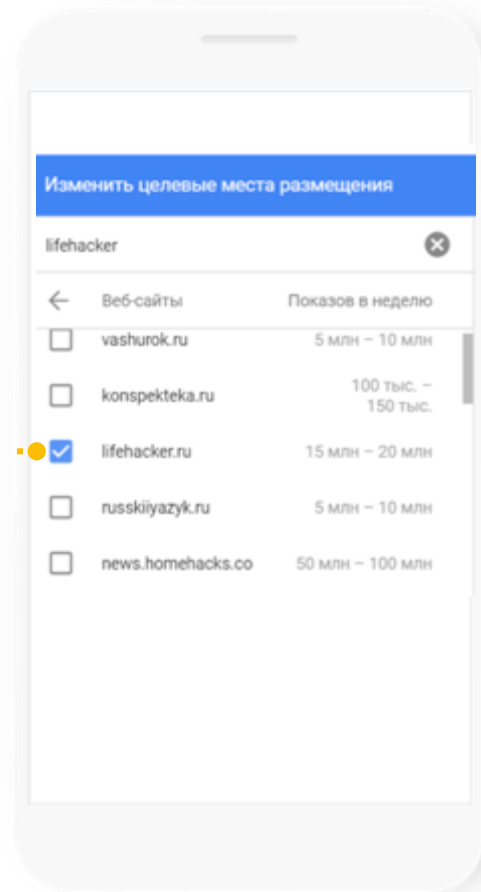 Изменить целевые места размещения
lifehacker
Веб-сайты Показов в неделю
vashurok.ru 5 млн – 10 млн
konspekteka.ru 100 тыс. –
150 тыс.
lifehacker.ru 15 млн – 20 млн
russkiiyazyk.ru 5 млн – 10 млн
news.homehacks.co 50 млн – 100 млн